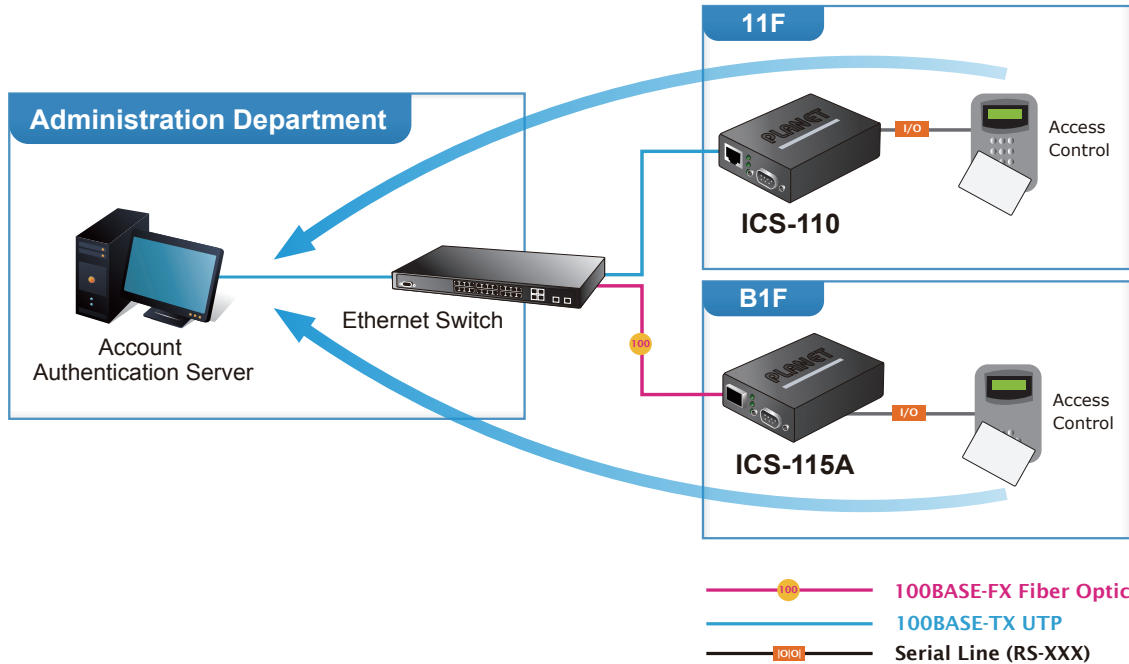 11F
Administration Department
PLANET
I/O
Access
Control
ICS-110
B1F
Ethernet Switch
Account
Authentication Server
100
PLANET
I/O
Access
Control
ICS-115A
100
100BASE-FX Fiber Optic
100BASE-TX UTP
|O|O|
Serial Line (RS-XXX)